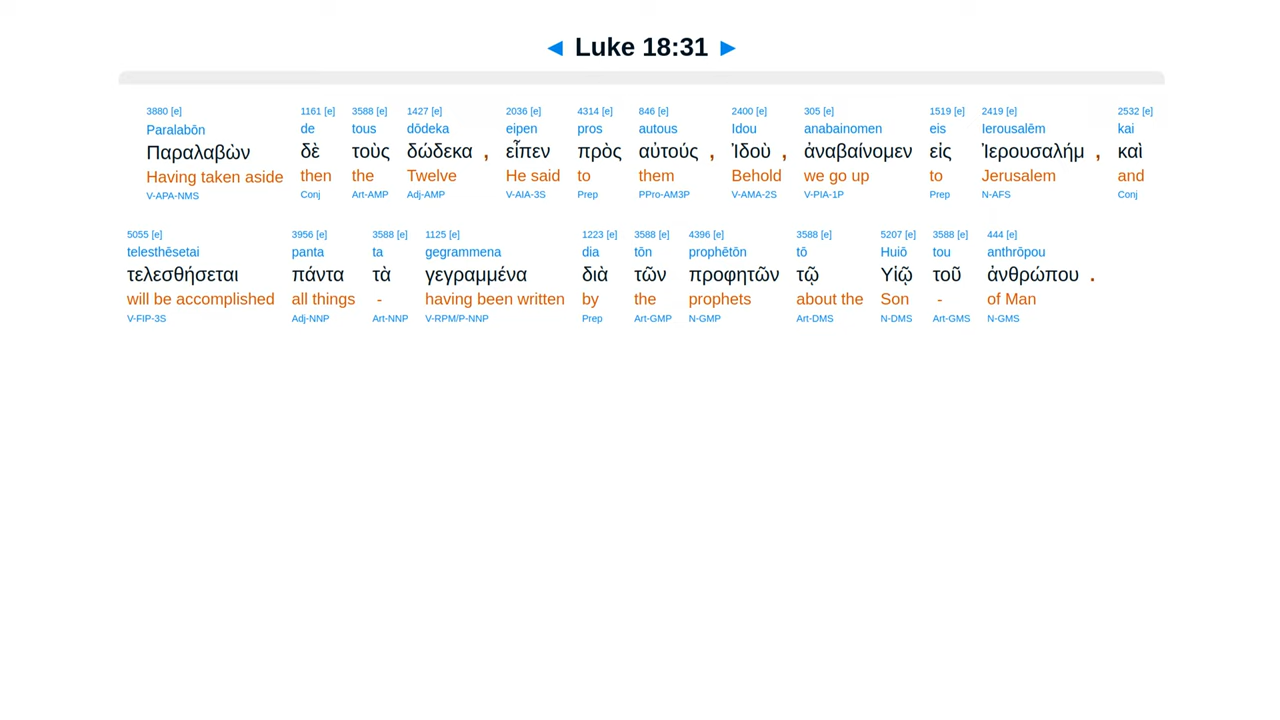 ◄ Luke 18:31 ►
3880 [e] 1161 [e] 3588 [e] 1427 [e] 2036 [e] 4314 [e] 846 [e] 2400 [e] 305 [e] 1519 [e] 2419 [e] 2532 [e]
Paralabōn de tous dōdeka eipen pros autous Idou anabainomen eis Ierousalēm kai
Παραλαβὼν δὲ τοὺς δώδεκα , εἶπεν πρὸς αὐτούς , Ἰδοὺ , ἀναβαίνομεν εἰς Ἰερουσαλήμ , καὶ
Having taken aside then the Twelve He said to them Behold we go up to Jerusalem and
V-APA-NMS Conj Art-AMP Adj-AMP V-AIA-3S Prep PPro-AM3P V-AMA-2S V-PIA-1P Prep N-AFS Conj
5055 [e] 3956 [e] 3588 [e] 1125 [e] 1223 [e] 3588 [e] 4396 [e] 3588 [e] 5207 [e] 3588 [e] 444 [e]
telesthēsetai panta ta gegrammena dia tōn prophētōn tō Huiō tou anthrōpou
τελεσθήσεται πάντα τὰ γεγραμμένα διὰ τῶν προφητῶν τῷ Υἱῷ τοῦ ἀνθρώπου .
will be accomplished all things - having been written by the prophets about the Son - of Man
V-FIP-3S Adj-NNP Art-NNP V-RPM/P-NNP Prep Art-GMP N-GMP Art-DMS N-DMS Art-GMS N-GMS